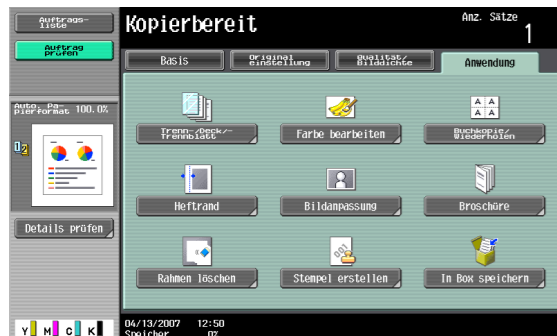 Auftrags-
liste
Auftrag
prüfen
Kopierbereit
Anz. Sätze
1
Basis
Original
einstellung
Qualität/
Bilddichte
Anwendung
Auto. Pa-
pierformat 100.0%
1 2
Trenn-/Deck/-
Trennblatt
Farbe bearbeiten
A A
A A
Buchkopie/
Wiederholen
Heftrand
Bildanpassung
Broschüre
Details prüfen
Rahmen löschen
Stempel erstellen
In Box speichern
Y M C K
04/13/2007 12:50
Speicher 0%